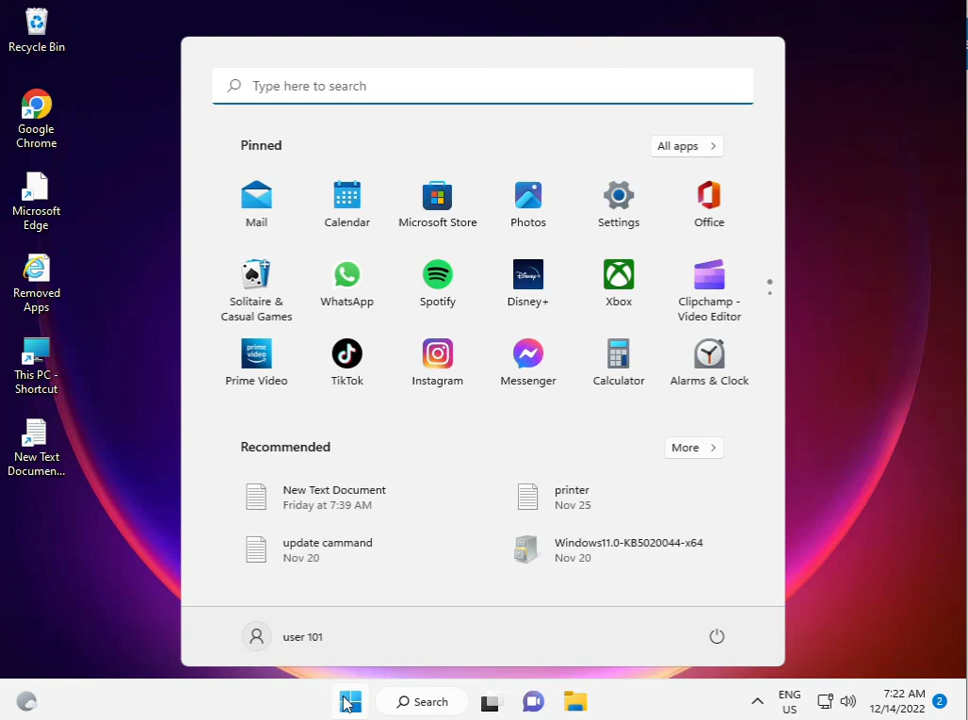 Recycle Bin
Google
Chrome
Microsoft
Edge
Removed
Apps
This PC -
Shortcut
New Text
Documen...
Type here to search
Pinned
All apps
Mail
Calendar
Microsoft Store
Photos
Settings
Office
Solitaire &
Casual Games
WhatsApp
Spotify
Disney+
Xbox
Clipchamp -
Video Editor
prime
video
Disney+
Prime Video
TikTok
Instagram
Messenger
Calculator
Alarms & Clock
Recommended
More
New Text Document
Friday at 7:39 AM
printer
Nov 25
update cammand
Nov 20
Windows11.0-KB5020044-x64
Nov 20
user 101
Search
ENG
US
7:22 AM
12/14/2022
2